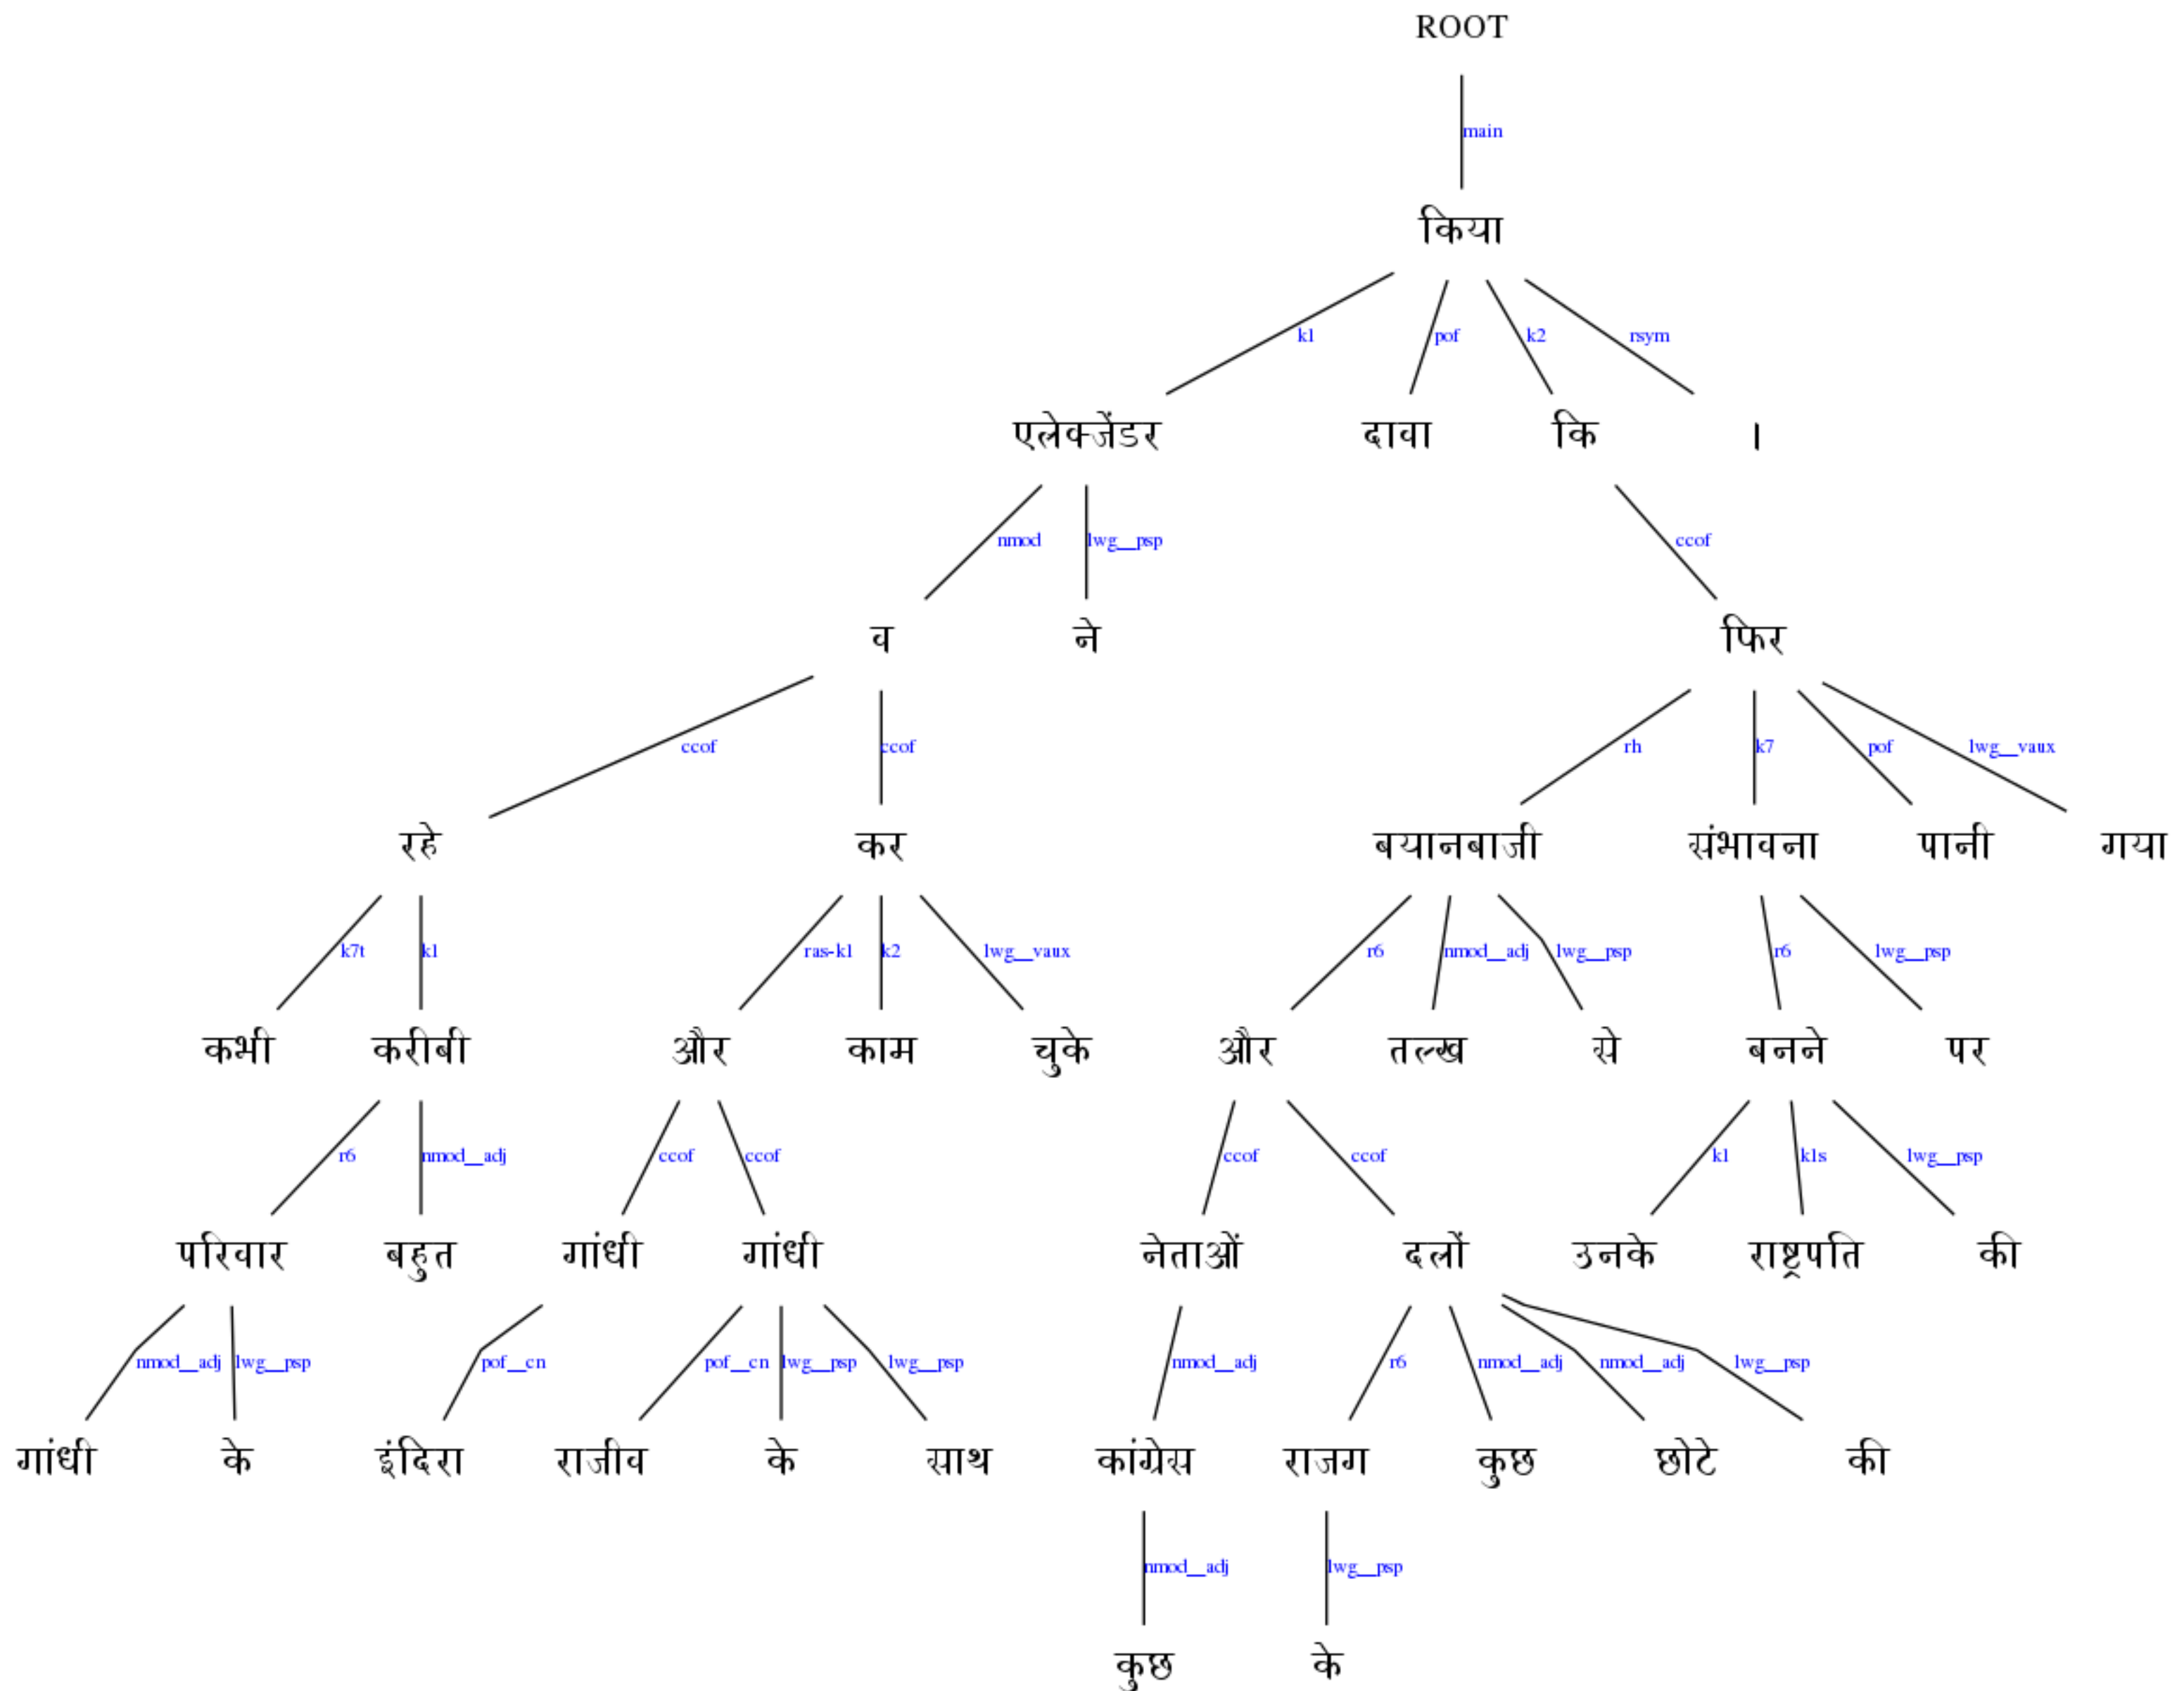 ROOT
main
किया
k1 pof k2 rsym
एलेक्जेंडर दावा कि ।
nmod lwg__psp ccof
व ने फिर
ccof ccof rh k7 pof lwg__vaux
रहे कर बयानबाजी संभावना पानी गया
k7t k1 ras-k1 k2 lwg__vaux r6 nmod__adj lwg__psp r6 lwg__psp
कभी करीबी और काम चुके और तल्ख से बनने पर
r6 nmod__adj ccof ccof ccof ccof k1 k1s lwg__psp
परिवार बहुत गांधी गांधी नेताओं दलों उनके राष्ट्रपति की
nmod__adj lwg__psp pof__cn pof__cn lwg__psp lwg__psp nmod__adj r6 nmod__adj nmod__adj lwg__psp
गांधी के इंदिरा राजीव के साथ कांग्रेस राजग कुछ छोटे की
nmod__adj lwg__psp
कुछ के